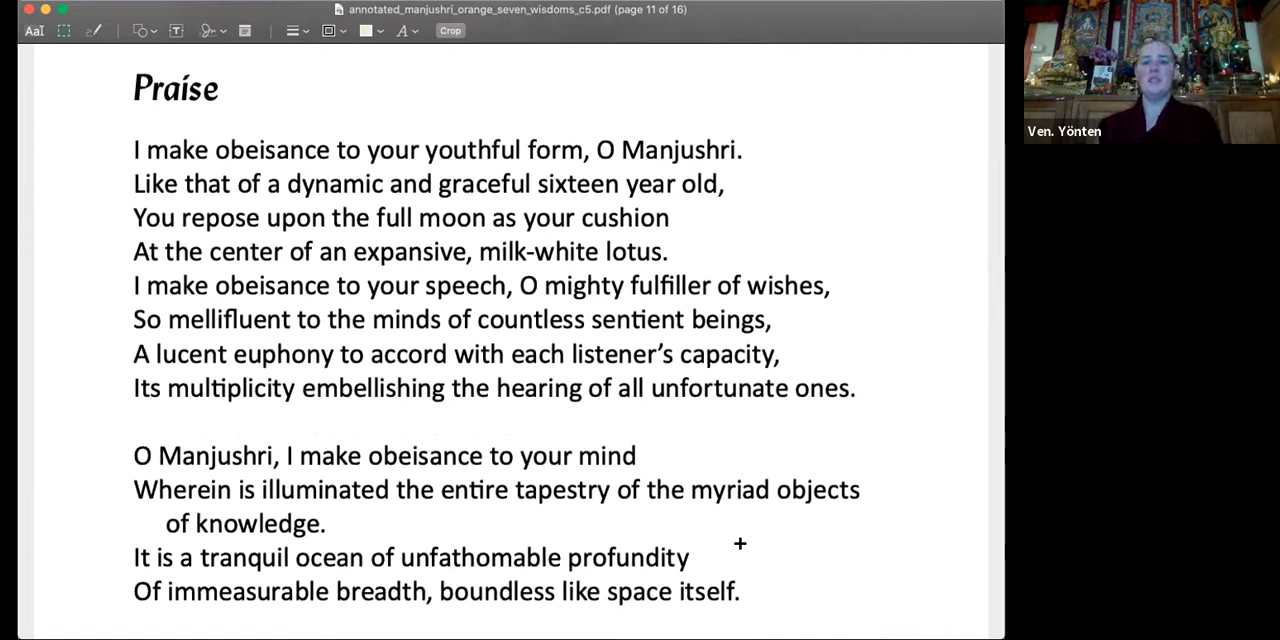 annotated_manjushri_orange_seven_wisdoms_c5.pdf (page 11 of 16)
AaI
T
A
Crop
Praise
I make obeisance to your youthful form, O Manjushri.
Like that of a dynamic and graceful sixteen year old,
You repose upon the full moon as your cushion
At the center of an expansive, milk-white lotus.
I make obeisance to your speech, O mighty fulfiller of wishes,
So mellifluent to the minds of countless sentient beings,
A lucent euphony to accord with each listener’s capacity,
Its multiplicity embellishing the hearing of all unfortunate ones.
O Manjushri, I make obeisance to your mind
Wherein is illuminated the entire tapestry of the myriad objects
of knowledge.
It is a tranquil ocean of unfathomable profundity
Of immeasurable breadth, boundless like space itself.
Ven. Yönten